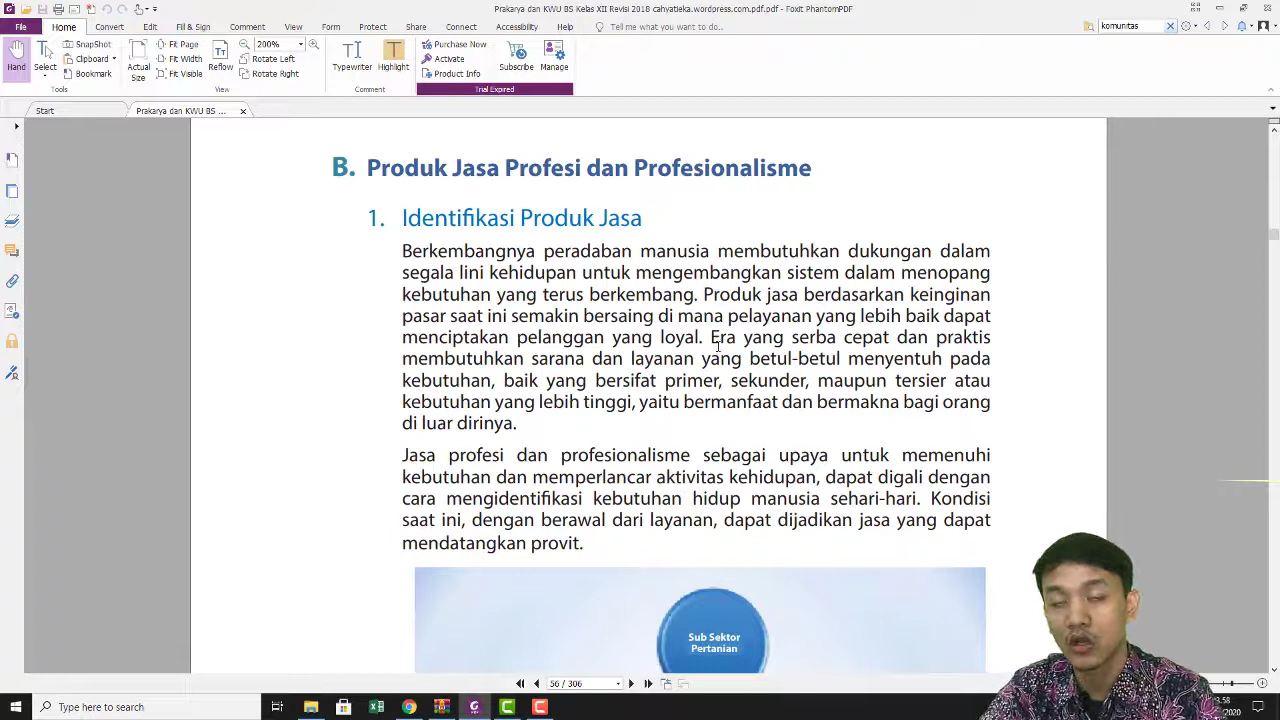 Prakarya dan KWU BS Kelas XII Revisi 2018 cahyatieka.wordpress.com.pdf.pdf - Foxit PhantomPDF
File Home Convert Edit Organize Comment View Form Protect Share Connect Accessibility Help Tell me what you want to do... komunitas
SnapShot
Clipboard
Bookmark
Hand Select
Tools
Actual Size
Fit Page
Fit Width
Fit Visible
Reflow
200%
Rotate Left
Rotate Right
View
Typewriter Highlight
Comment
Purchase Now
Activate
Product Info
Subscribe Manage
Trial Expired
Start Prakarya dan KWU BS ...
B. Produk Jasa Profesi dan Profesionalisme
1. Identifikasi Produk Jasa
Berkembangnya peradaban manusia membutuhkan dukungan dalam
segala lini kehidupan untuk mengembangkan sistem dalam menopang
kebutuhan yang terus berkembang. Produk jasa berdasarkan keinginan
pasar saat ini semakin bersaing di mana pelayanan yang lebih baik dapat
menciptakan pelanggan yang loyal. Era yang serba cepat dan praktis
membutuhkan sarana dan layanan yang betul-betul menyentuh pada
kebutuhan, baik yang bersifat primer, sekunder, maupun tersier atau
kebutuhan yang lebih tinggi, yaitu bermanfaat dan bermakna bagi orang
di luar dirinya.
Jasa profesi dan profesionalisme sebagai upaya untuk memenuhi
kebutuhan dan memperlancar aktivitas kehidupan, dapat digali dengan
cara mengidentifikasi kebutuhan hidup manusia sehari-hari. Kondisi
saat ini, dengan berawal dari layanan, dapat dijadikan jasa yang dapat
mendatangkan provit.
Sub Sektor
Pertanian
56 / 306
Type here to search